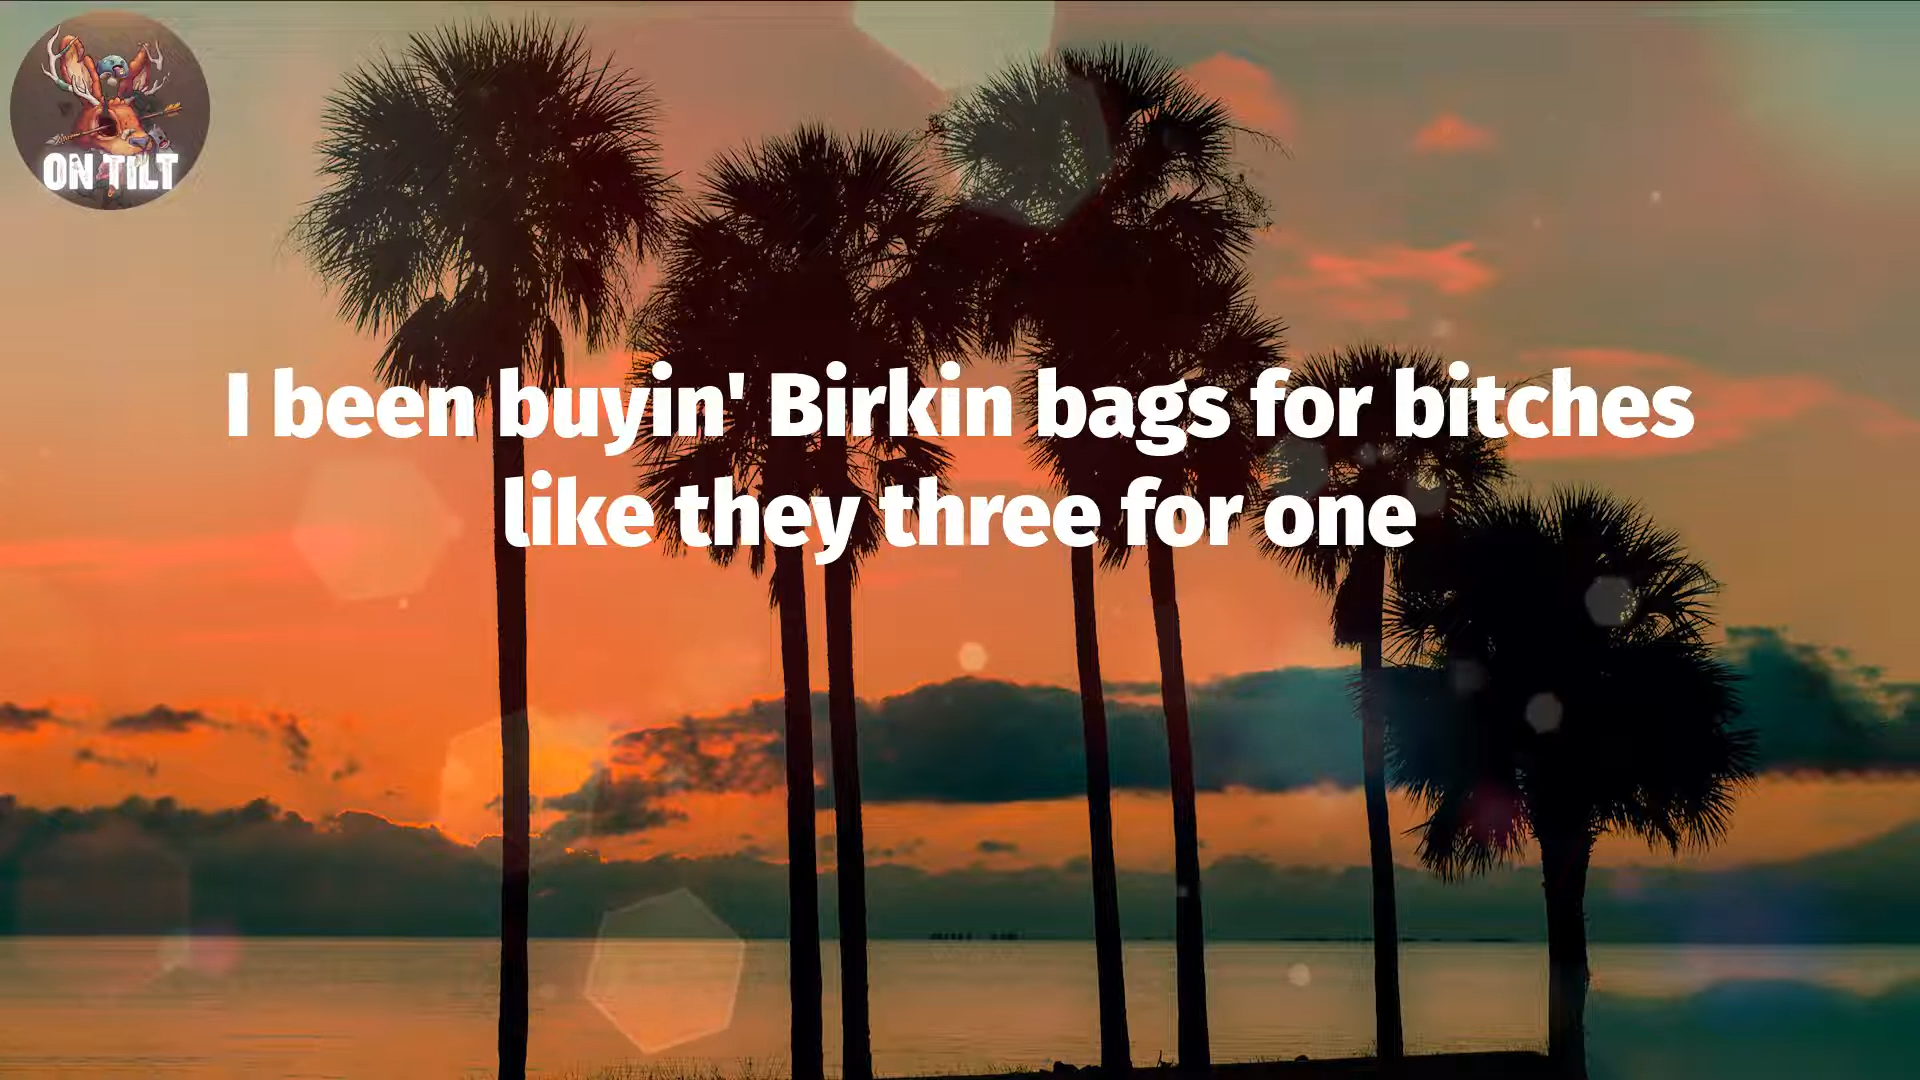 ON TILT
I been buyin' Birkin bags for bitches
like they three for one